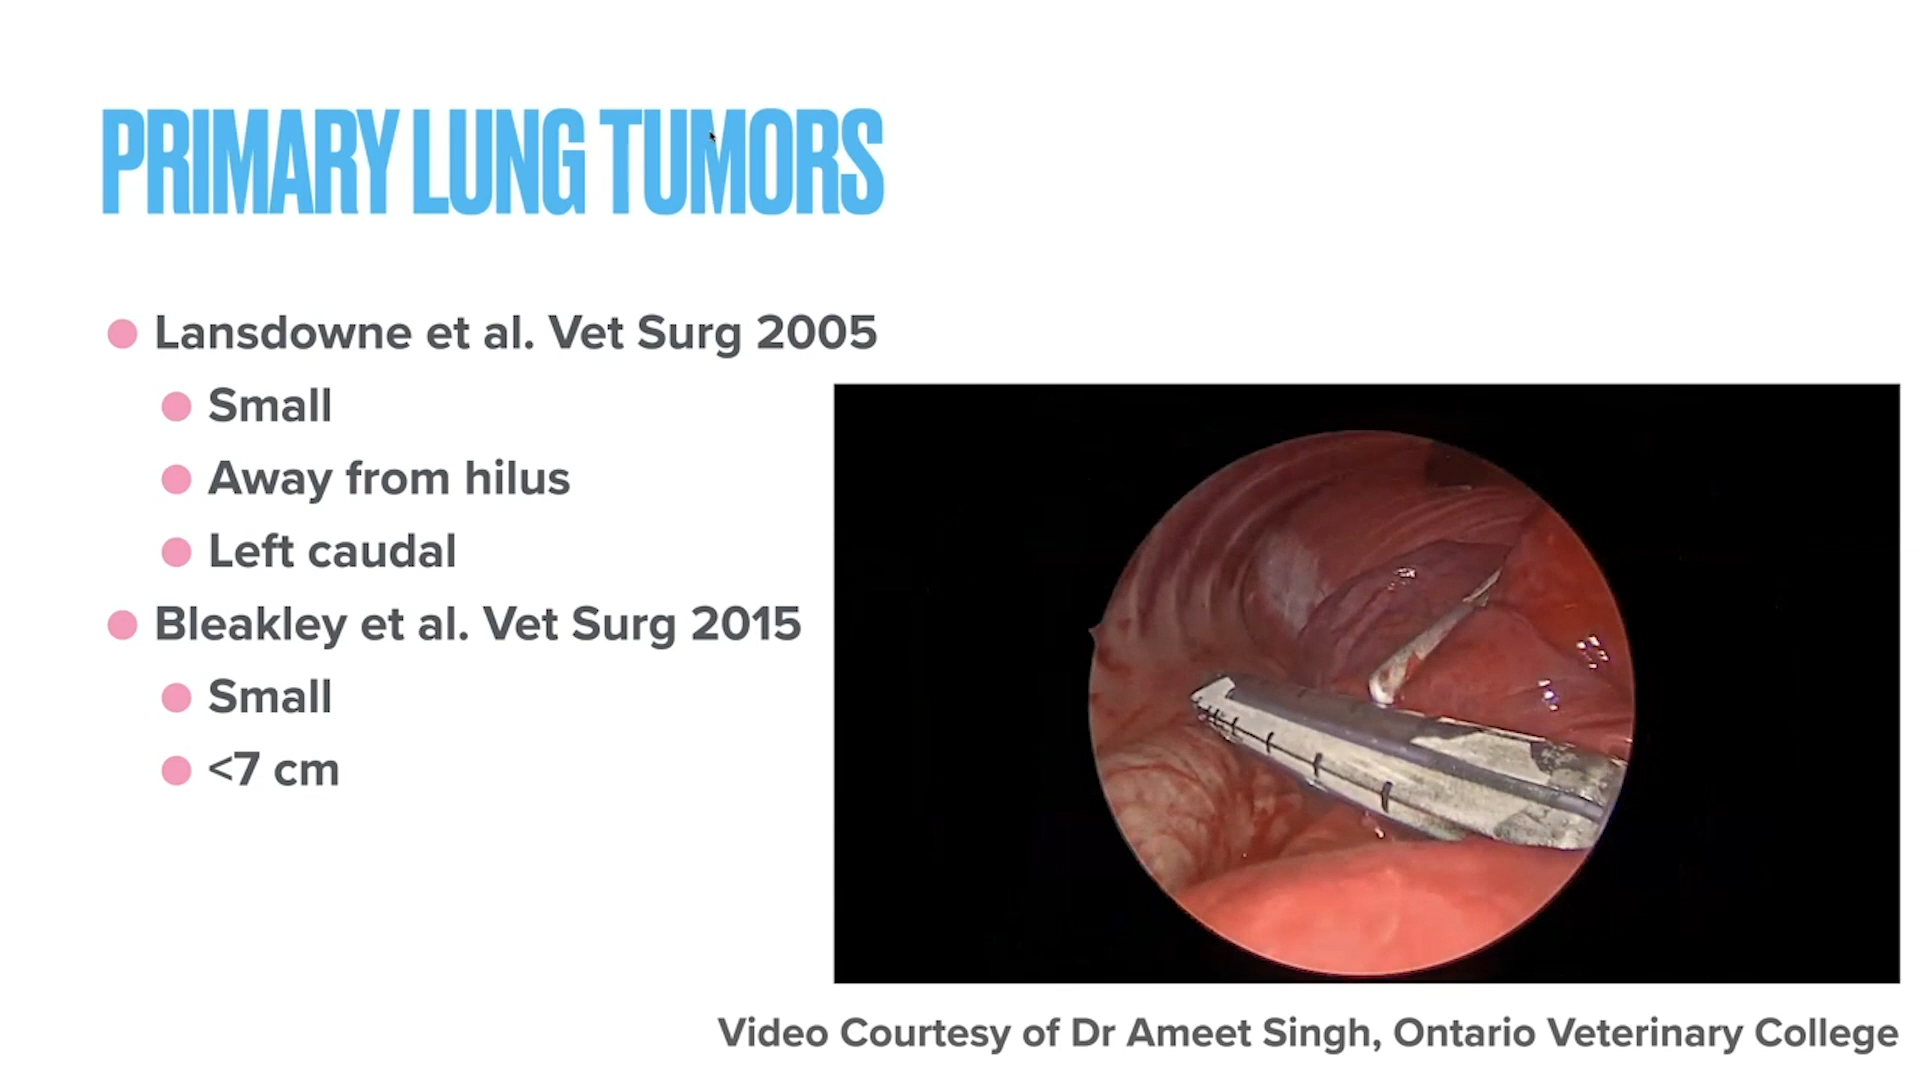 PRIMARY LUNG TUMORS
Lansdowne et al. Vet Surg 2005
Small
Away from hilus
Left caudal
Bleakley et al. Vet Surg 2015
Small
<7 cm
Video Courtesy of Dr Ameet Singh, Ontario Veterinary College